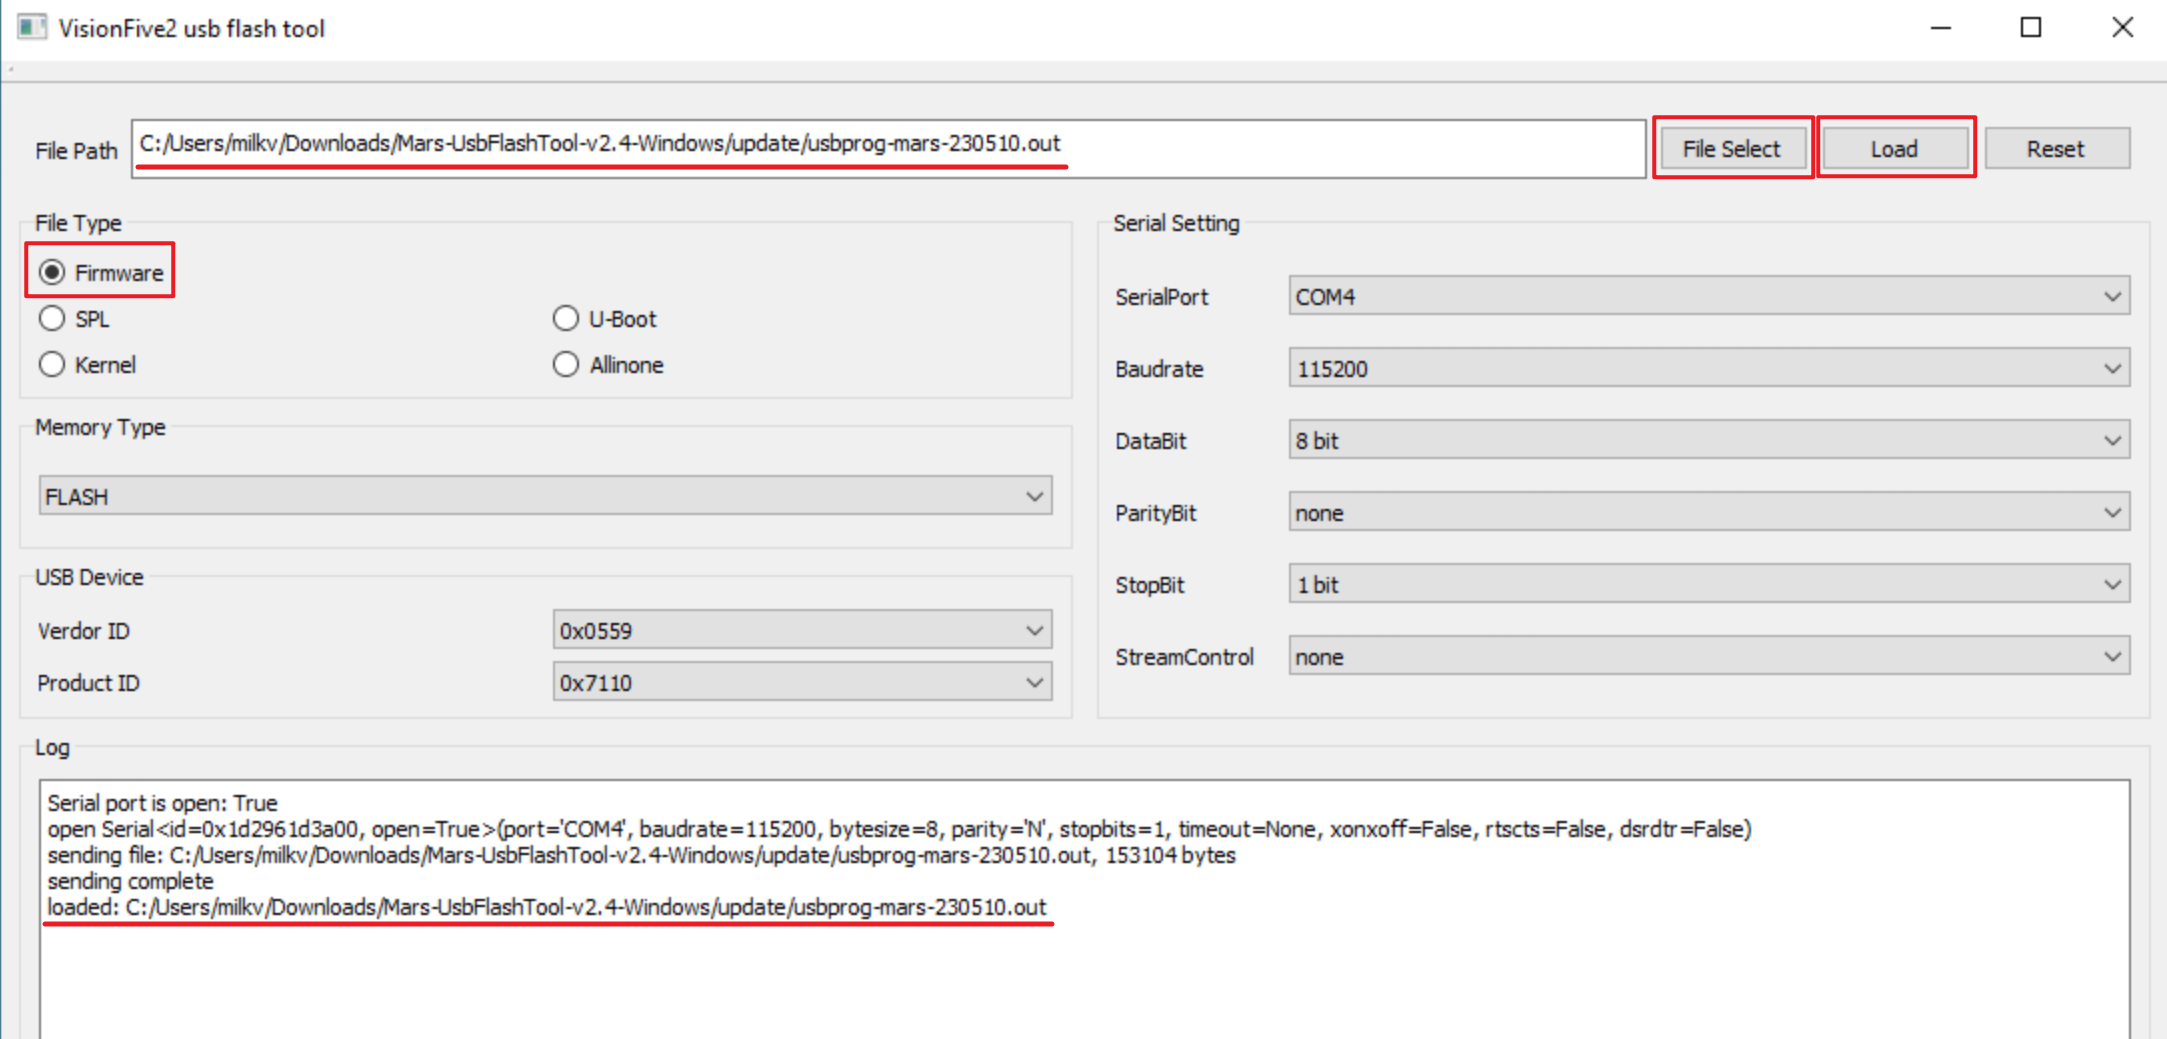 VisionFive2 usb flash tool
File Path
C:/Users/milkv/Downloads/Mars-UsbFlashTool-v2.4-Windows/update/usbprog-mars-230510.out
File Select
Load
Reset
File Type
Firmware
SPL
U-Boot
Kernel
Allinone
Memory Type
FLASH
USB Device
Verdor ID
0x0559
Product ID
0x7110
Serial Setting
SerialPort
COM4
Baudrate
115200
DataBit
8 bit
ParityBit
none
StopBit
1 bit
StreamControl
none
Log
Serial port is open: True
open Serial<id=0x1d2961d3a00, open=True>(port='COM4', baudrate=115200, bytesize=8, parity='N', stopbits=1, timeout=None, xonxoff=False, rtscts=False, dsrdtr=False)
sending file: C:/Users/milkv/Downloads/Mars-UsbFlashTool-v2.4-Windows/update/usbprog-mars-230510.out, 153104 bytes
sending complete
loaded: C:/Users/milkv/Downloads/Mars-UsbFlashTool-v2.4-Windows/update/usbprog-mars-230510.out